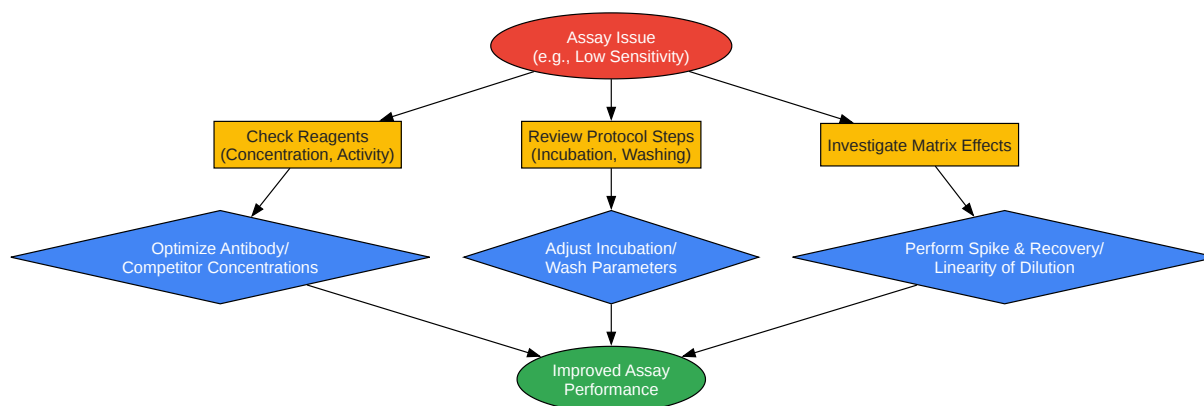 Assay Issue
(e.g., Low Sensitivity)
Check Reagents
(Concentration, Activity)
Review Protocol Steps
(Incubation, Washing)
Investigate Matrix Effects
Optimize Antibody/
Competitor Concentrations
Adjust Incubation/
Wash Parameters
Perform Spike & Recovery/
Linearity of Dilution
Improved Assay
Performance